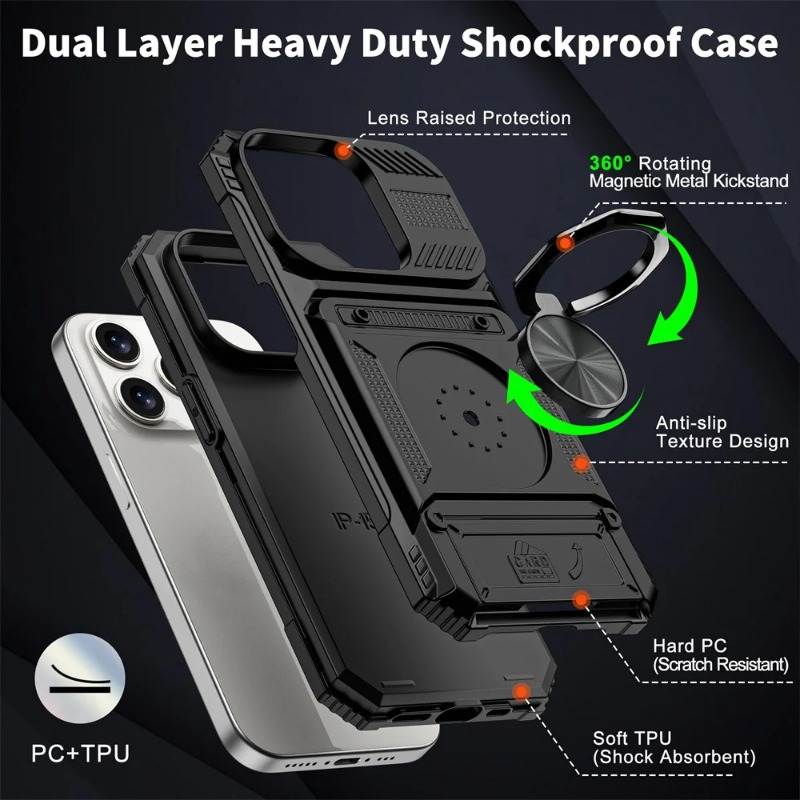 Dual Layer Heavy Duty Shockproof Case
Lens Raised Protection
360° Rotating
Magnetic Metal Kickstand
Anti-slip
Texture Design
IP-15
CARD
Hard PC
(Scratch Resistant)
Soft TPU
(Shock Absorbent)
PC+TPU